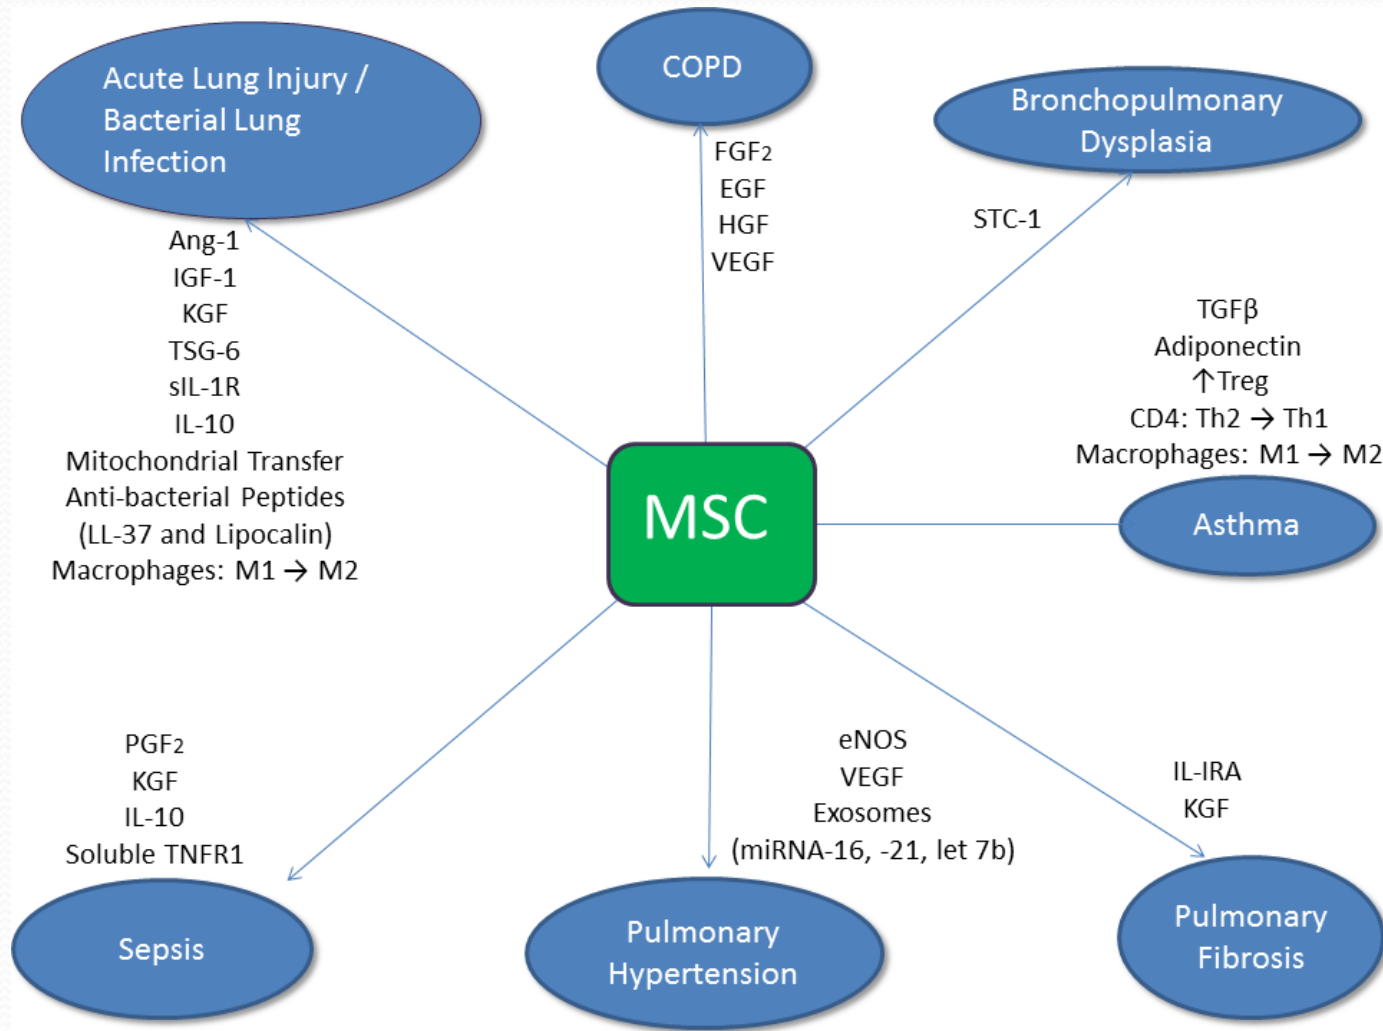 Acute Lung Injury /
Bacterial Lung
Infection
Ang-1
IGF-1
KGF
TSG-6
sIL-1R
IL-10
Mitochondrial Transfer
Anti-bacterial Peptides
(LL-37 and Lipocalin)
Macrophages: M1 → M2
COPD
FGF2
EGF
HGF
VEGF
Bronchopulmonary
Dysplasia
STC-1
TGFβ
Adiponectin
↑Treg
CD4: Th2 → Th1
Macrophages: M1 → M2
Asthma
MSC
PGF2
KGF
IL-10
Soluble TNFR1
Sepsis
eNOS
VEGF
Exosomes
(miRNA-16, -21, let 7b)
Pulmonary
Hypertension
IL-IRA
KGF
Pulmonary
Fibrosis